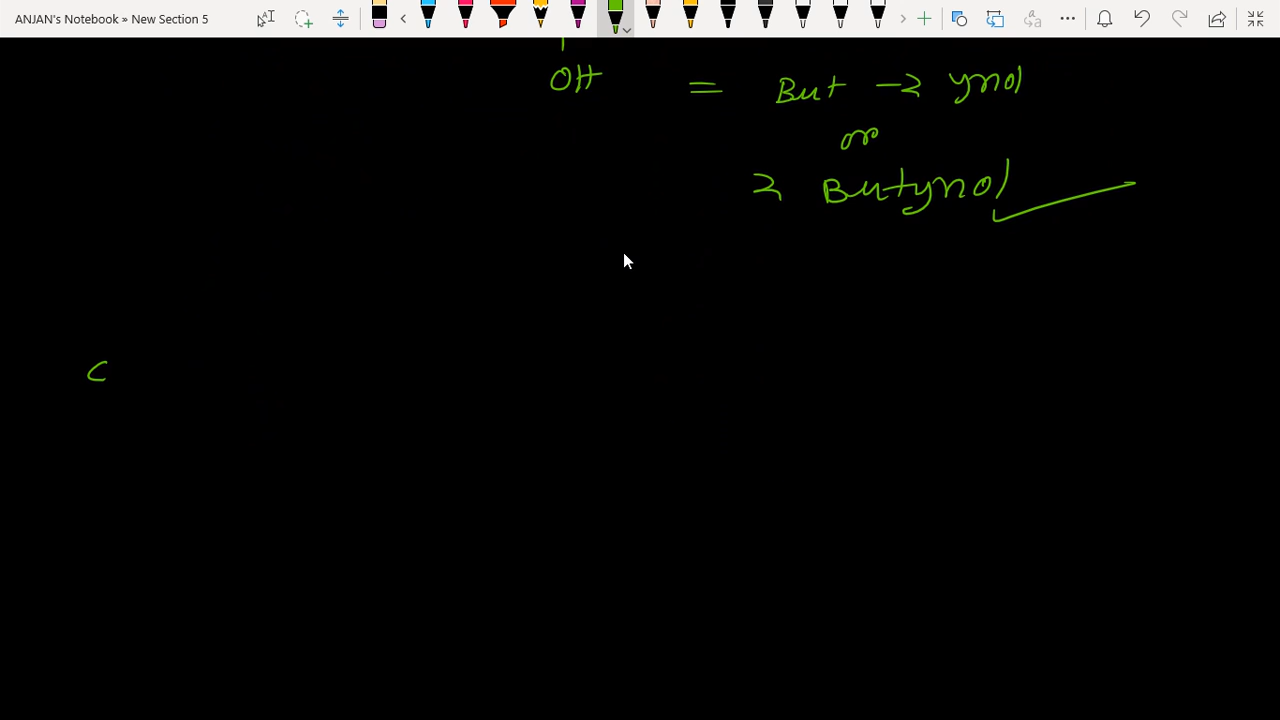 ANJAN's Notebook » New Section 5
OH = But -2 ynol
or
2 Butynol
C